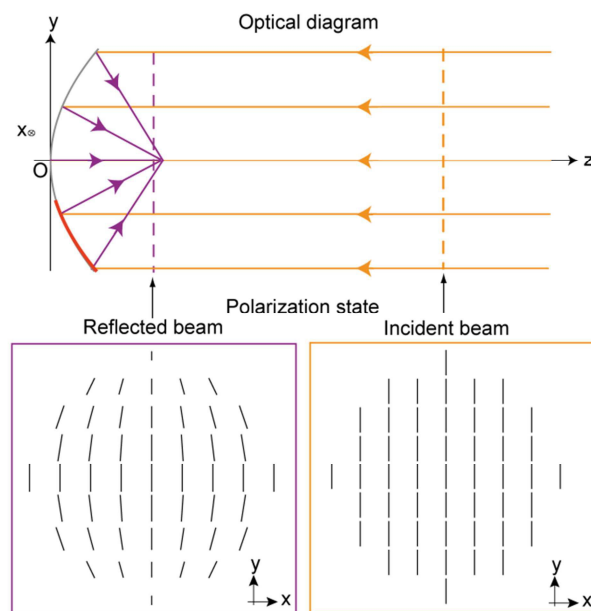 y
Optical diagram
x⊗
O
z
Polarization state
Reflected beam
Incident beam
y
x
y
x